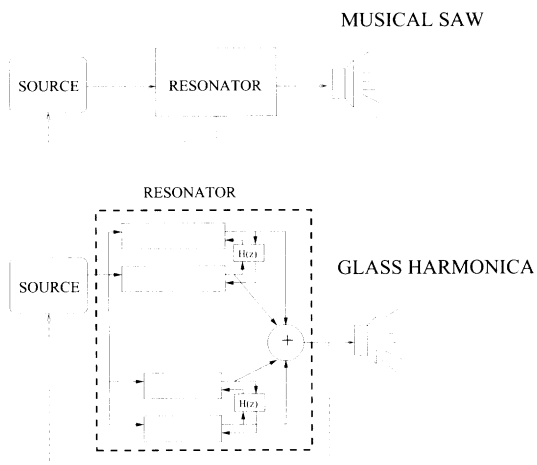 MUSICAL SAW
SOURCE
RESONATOR
RESONATOR
H(z)
GLASS HARMONICA
SOURCE
+
H(z)